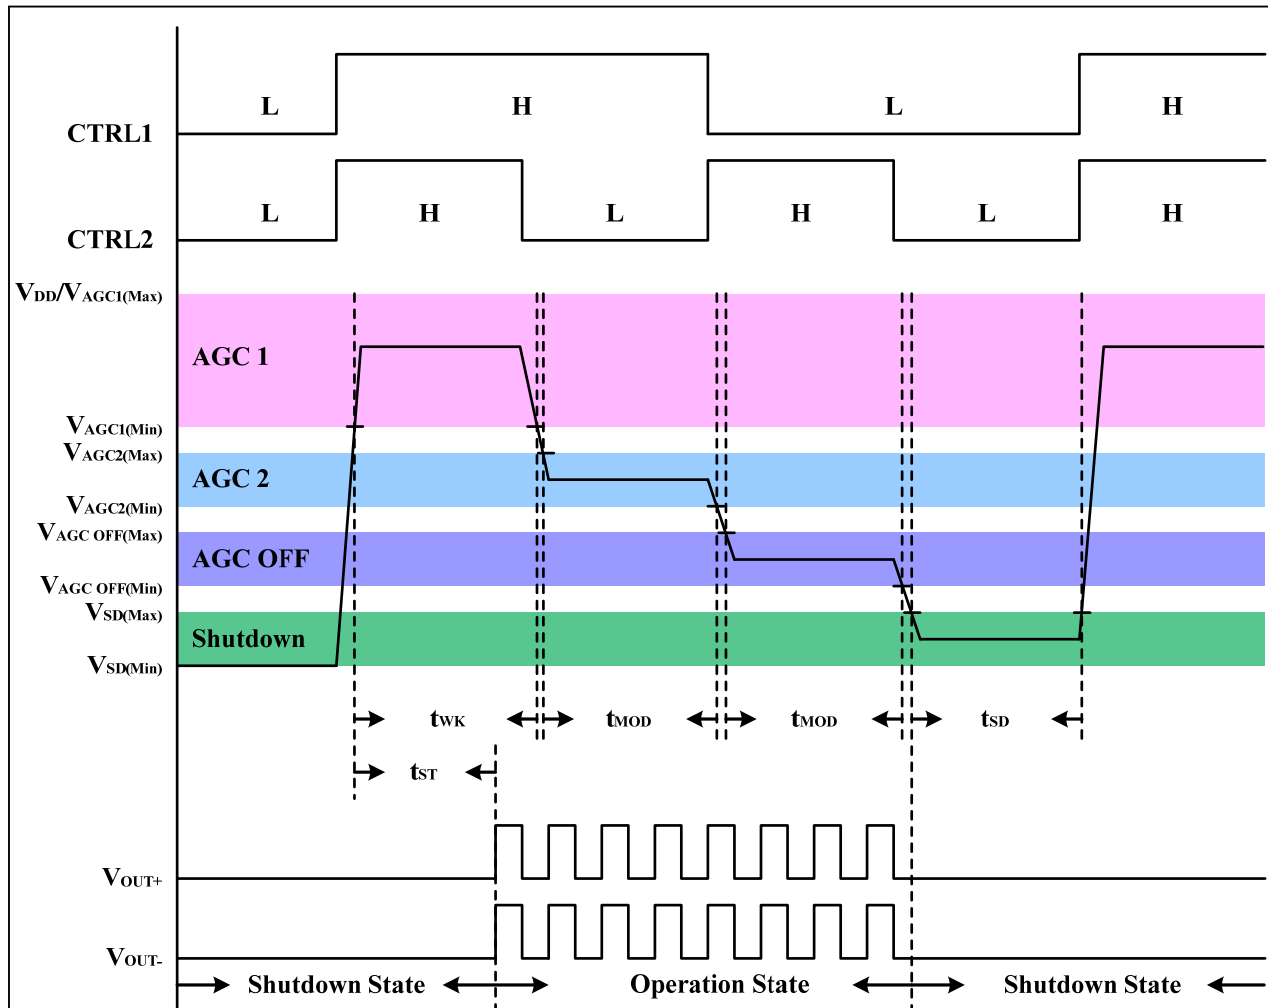 L H L H
CTRL1
L H L H L H
CTRL2
VDD/VAGC1(Max)
AGC 1
VAGC1(Min)
VAGC2(Max)
AGC 2
VAGC2(Min)
VAGC OFF(Max)
AGC OFF
VAGC OFF(Min)
VSD(Max)
Shutdown
VSD(Min)
tWK tMOD tMOD tSD
tST
VOUT+
VOUT-
Shutdown State Operation State Shutdown State